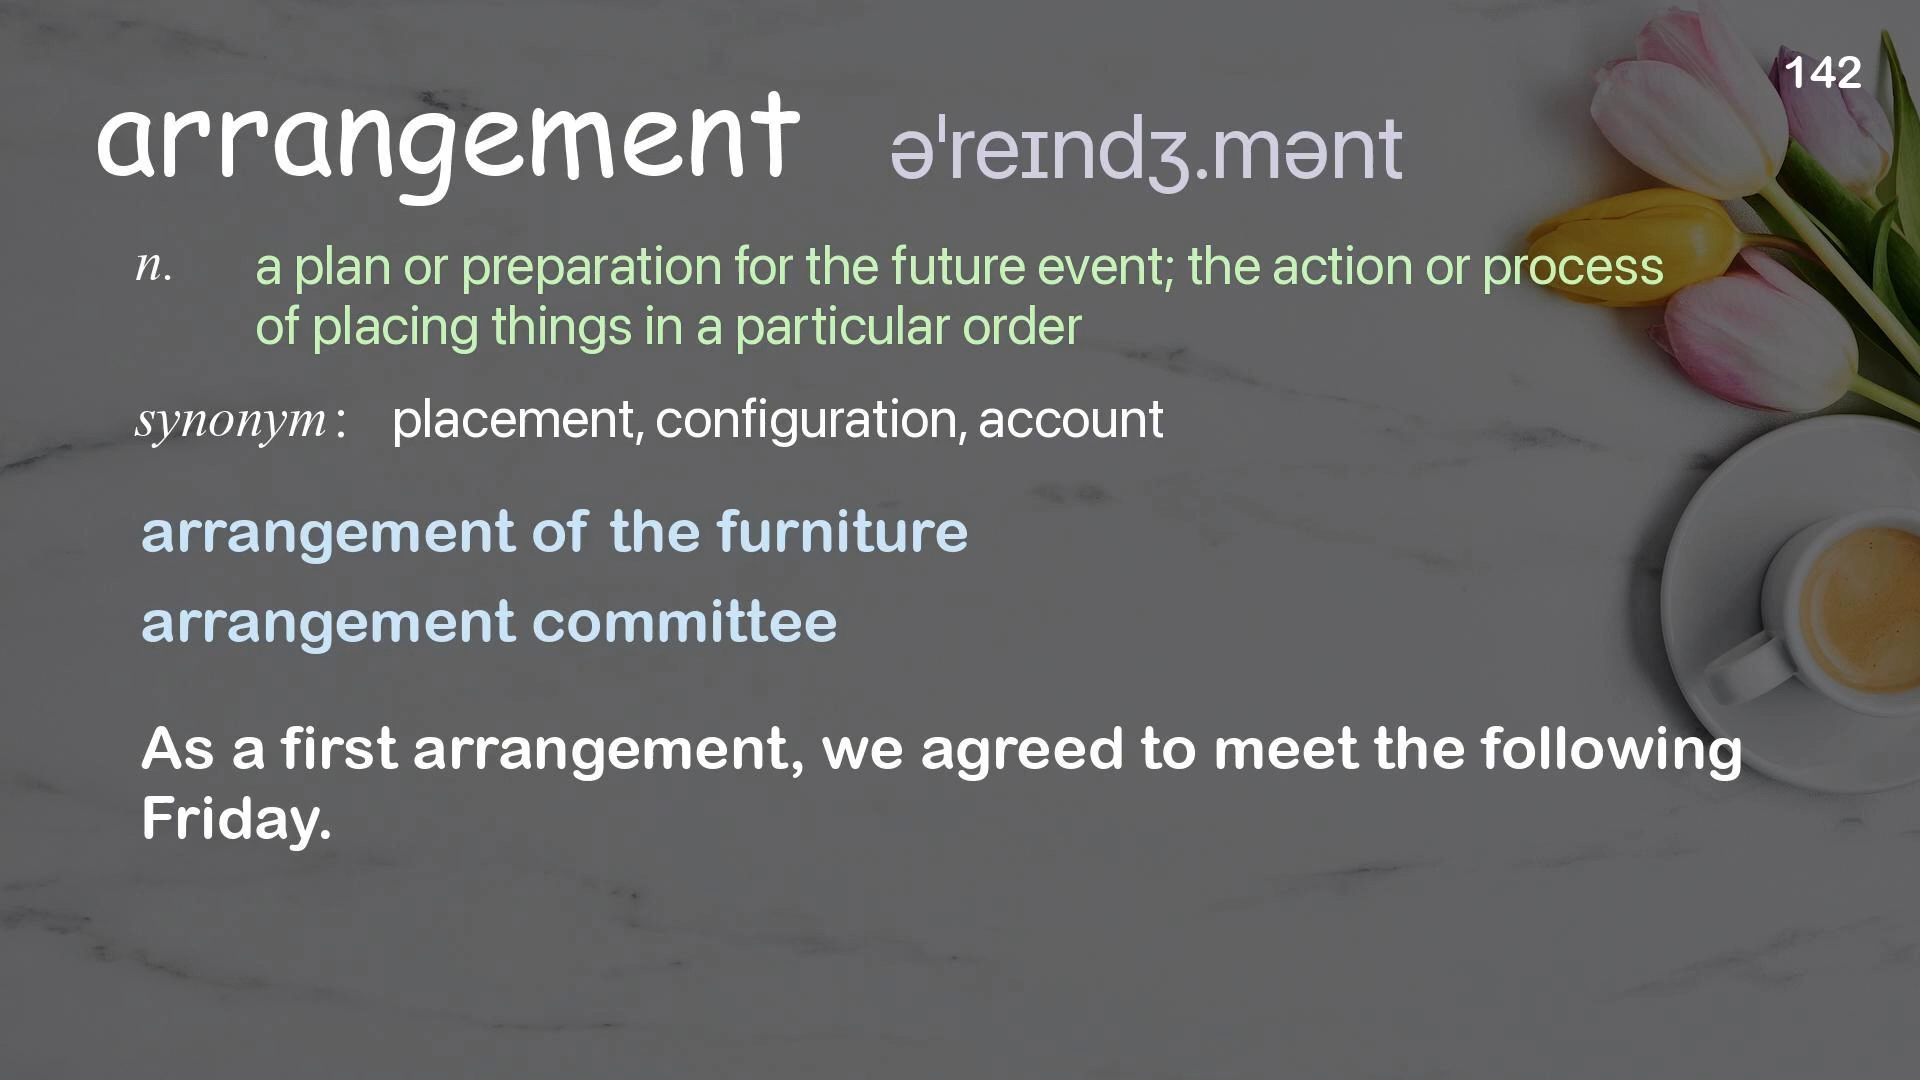 142
arrangement əˈreɪndʒ.mənt
n. a plan or preparation for the future event; the action or process
of placing things in a particular order
synonym: placement, configuration, account
arrangement of the furniture
arrangement committee
As a first arrangement, we agreed to meet the following
Friday.